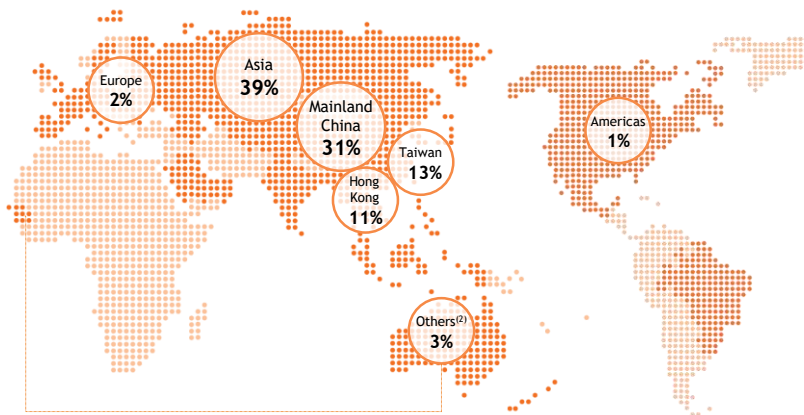 Europe
2%
Asia
39%
Mainland
China
31%
Taiwan
13%
Hong
Kong
11%
Americas
1%
Others(2)
3%